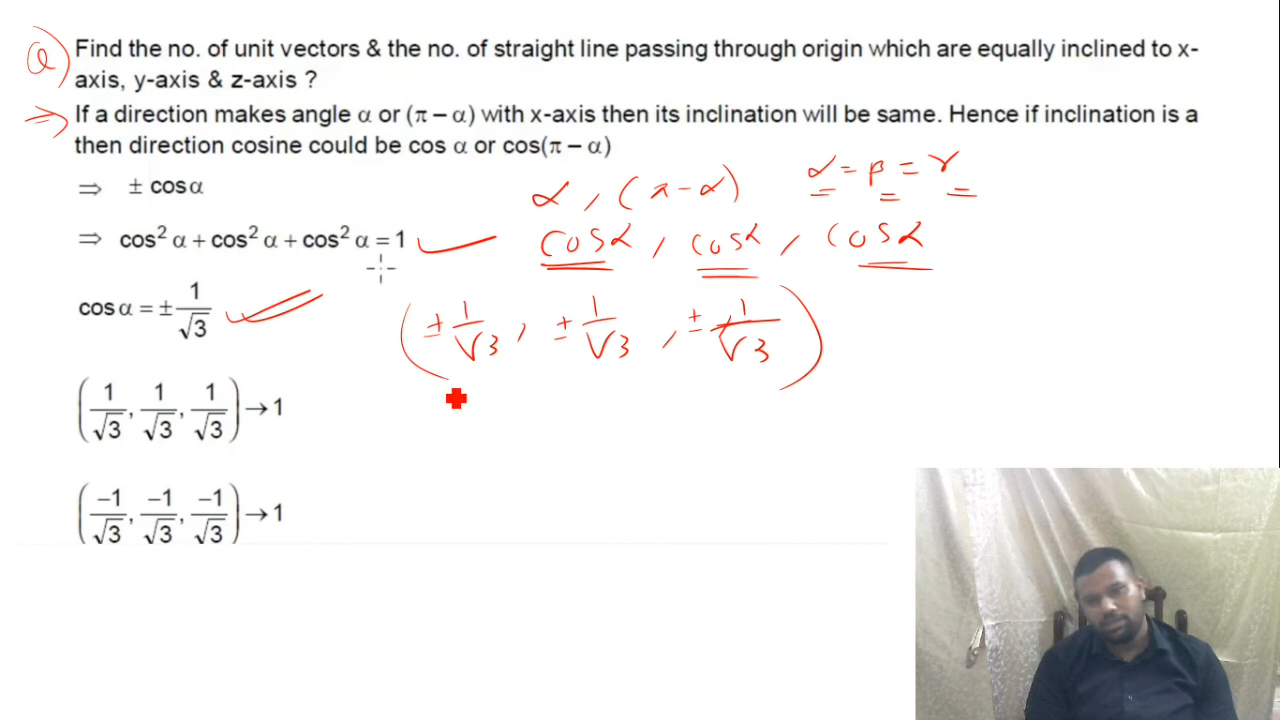 Q) Find the no. of unit vectors & the no. of straight line passing through origin which are equally inclined to x-
axis, y-axis & z-axis ?
⇒ If a direction makes angle α or (π – α) with x-axis then its inclination will be same. Hence if inclination is a
then direction cosine could be cos α or cos(π – α)
⇒ ± cos α
α , (π - α)
α = β = γ
⇒ cos² α + cos² α + cos² α = 1
cosα , cosα , cosα
cos α = ± 1/√3
(± 1/√3, ± 1/√3, ± 1/√3)
(1/√3, 1/√3, 1/√3) → 1
(–1/√3, –1/√3, –1/√3) → 1